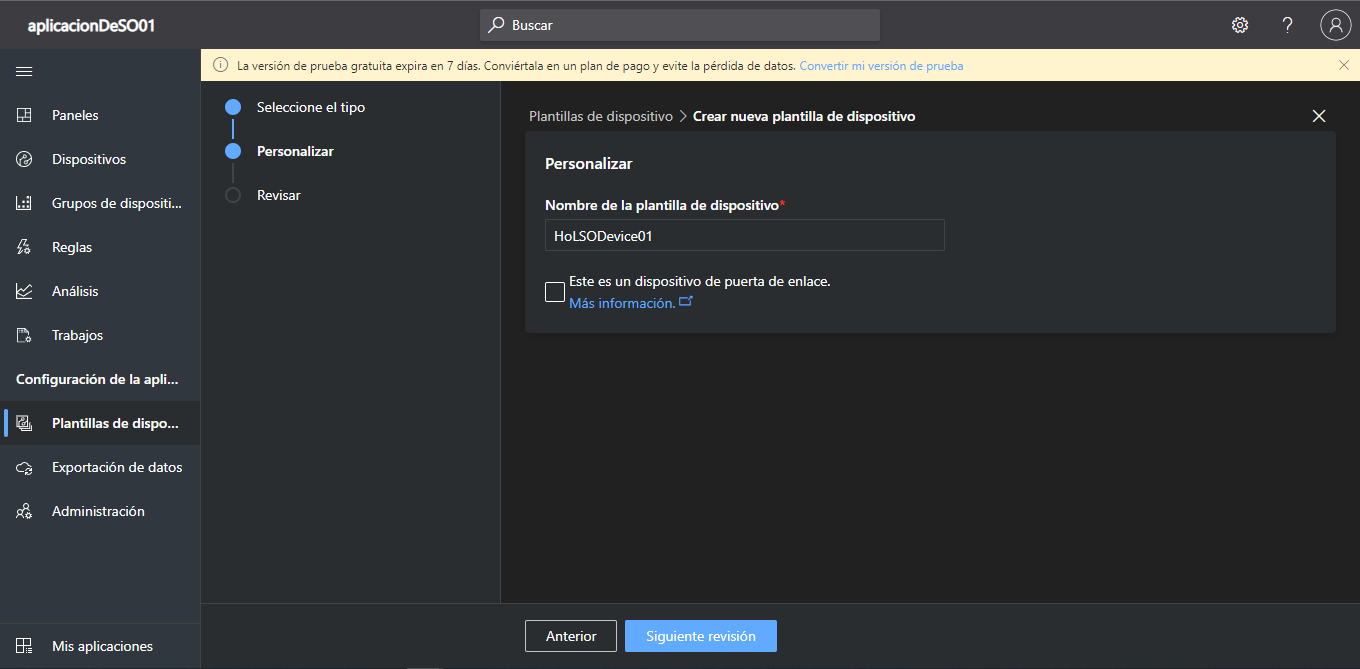 aplicacionDeSO01
Buscar
La versión de prueba gratuita expira en 7 días. Conviértala en un plan de pago y evite la pérdida de datos. Convertir mi versión de prueba
Paneles
Dispositivos
Grupos de dispositi...
Reglas
Análisis
Trabajos
Configuración de la apli...
Plantillas de dispo...
Exportación de datos
Administración
Mis aplicaciones
Seleccione el tipo
Personalizar
Revisar
Plantillas de dispositivo > Crear nueva plantilla de dispositivo
Personalizar
Nombre de la plantilla de dispositivo*
HoLSODevice01
Este es un dispositivo de puerta de enlace.
Más información.
Anterior
Siguiente revisión